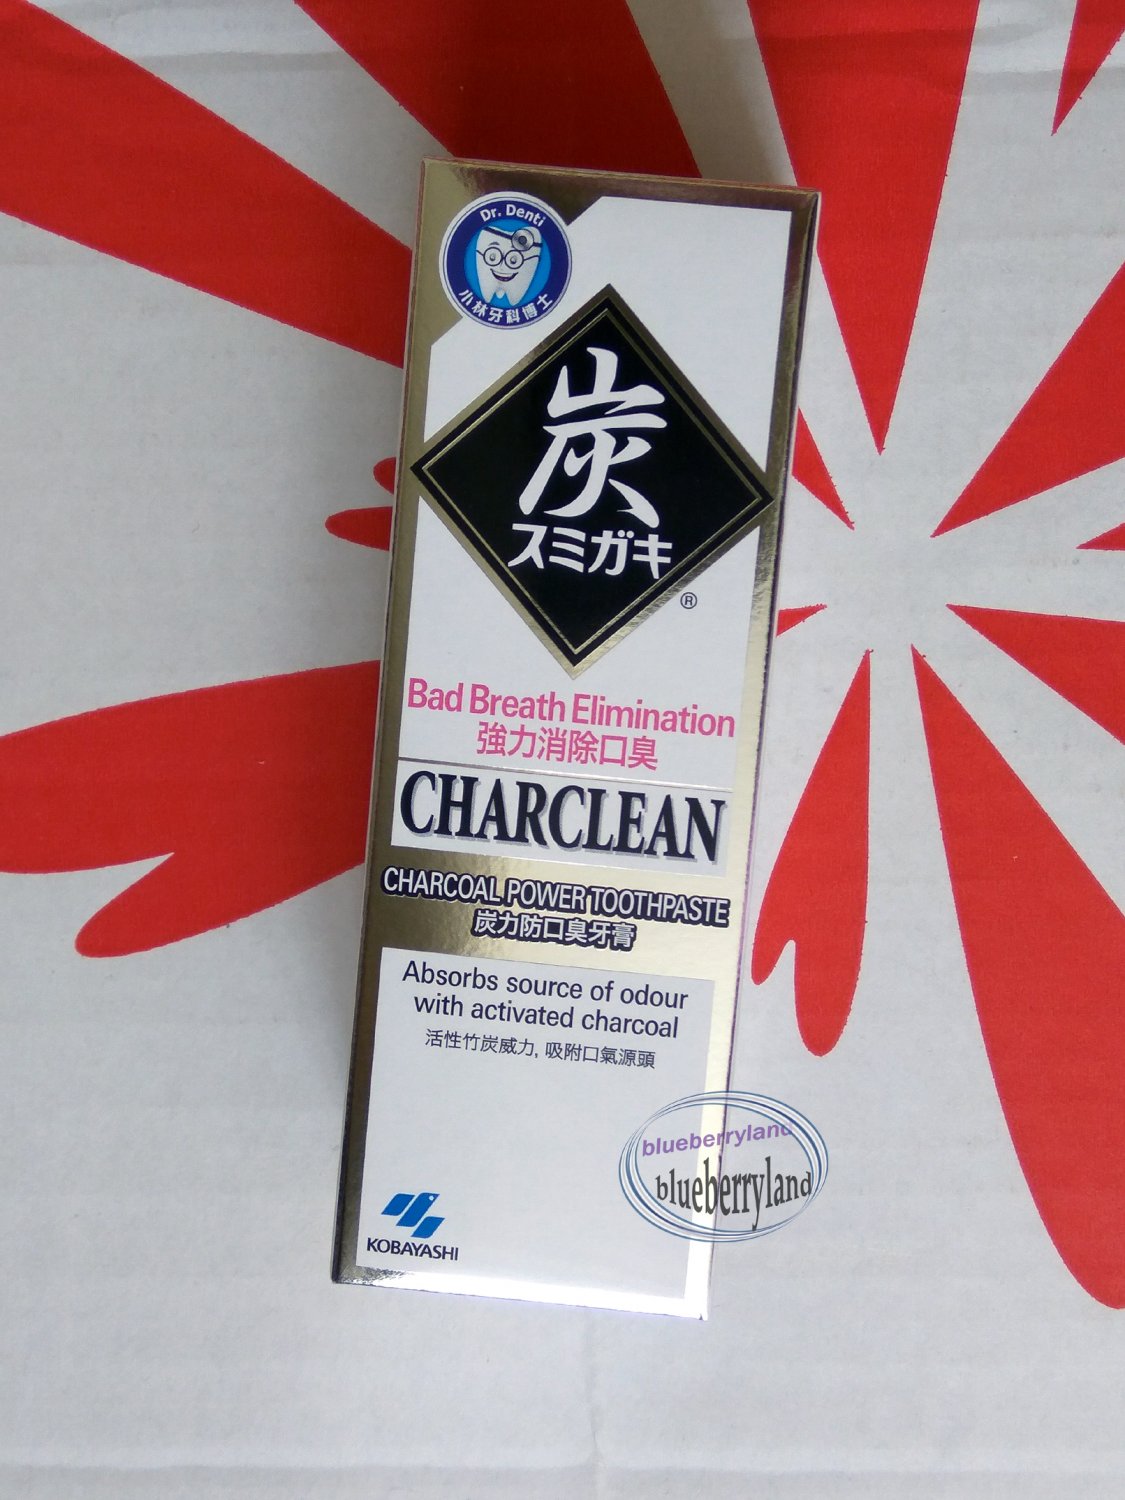 Dr. Denti
小林牙科博士
炭
スミガキ
®
Bad Breath Elimination
強力消除口臭
CHARCLEAN
CHARCOAL POWER TOOTHPASTE
炭力防口臭牙膏
Absorbs source of odour
with activated charcoal
活性竹炭威力, 吸附口氣源頭
blueberryland
blueberryland
KOBAYASHI